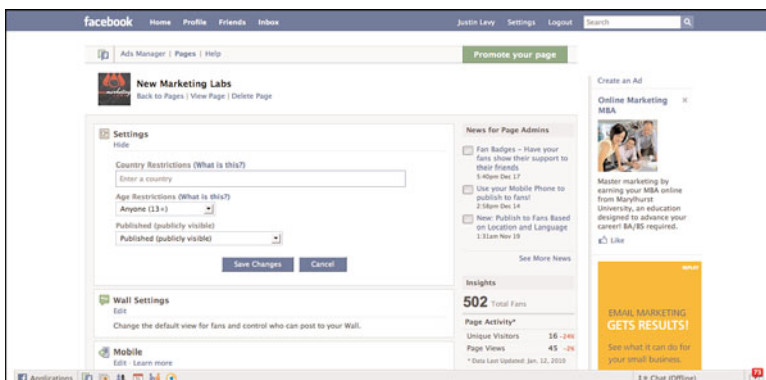 facebook Home Profile Friends Inbox Justin Levy Settings Logout Search
Ads Manager | Pages | Help
Promote your page
New Marketing Labs
Back to Pages | View Page | Delete Page
Settings
Hide
Country Restrictions (What is this?)
Enter a country
Age Restrictions (What is this?)
Anyone (13+)
Published (publicly visible)
Published (publicly visible)
Save Changes Cancel
Wall Settings
Edit
Change the default view for fans and control who can post to your Wall.
Mobile
Edit · Learn more
News for Page Admins
Fan Badges – Have your
fans show their support to
their friends
5:40pm Dec 17
Use your Mobile Phone to
publish to fans!
2:58pm Dec 14
New: Publish to Fans Based
on Location and Language
1:31am Nov 19
See More News
Insights
502 Total Fans
Page Activity*
Unique Visitors 16 -24%
Page Views 45 -2%
* Data Last Updated: Jan. 12, 2010
Create an Ad
Online Marketing ×
MBA
Master marketing by
earning your MBA online
from Marylhurst
University, an education
designed to advance your
career! BA/BS required.
Like
EMAIL MARKETING
GETS RESULTS!
See what it can do for
your small business.
Applications
Chat (Offline)
73